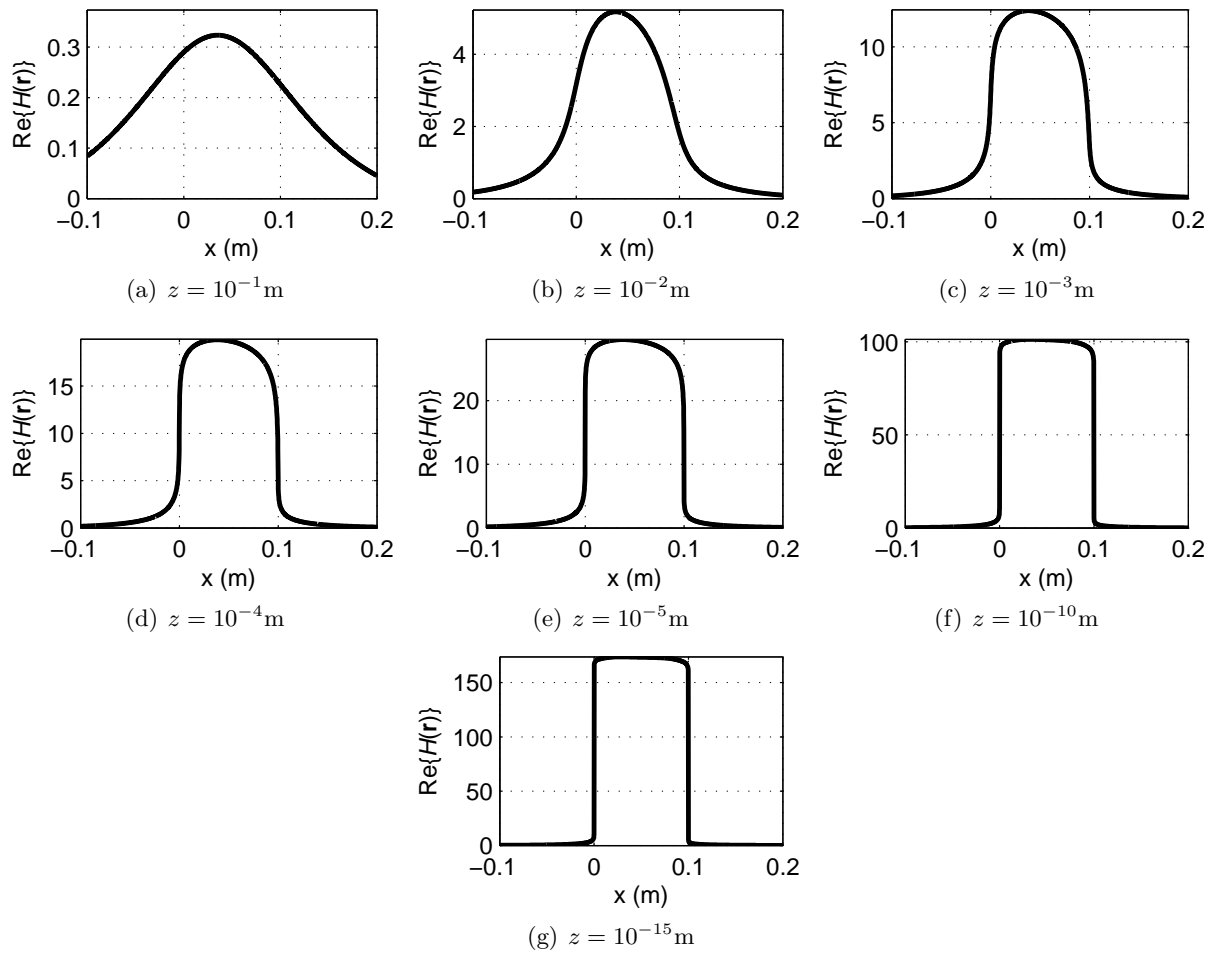 0.3
0.2
0.1
0
Re{H(r)}
−0.1 0 0.1 0.2
x (m)
(a) z = 10⁻¹m
4
2
0
Re{H(r)}
−0.1 0 0.1 0.2
x (m)
(b) z = 10⁻²m
10
5
0
Re{H(r)}
−0.1 0 0.1 0.2
x (m)
(c) z = 10⁻³m
15
10
5
0
Re{H(r)}
−0.1 0 0.1 0.2
x (m)
(d) z = 10⁻⁴m
20
10
0
Re{H(r)}
−0.1 0 0.1 0.2
x (m)
(e) z = 10⁻⁵m
100
50
0
Re{H(r)}
−0.1 0 0.1 0.2
x (m)
(f) z = 10⁻¹⁰m
150
100
50
0
Re{H(r)}
−0.1 0 0.1 0.2
x (m)
(g) z = 10⁻¹⁵m